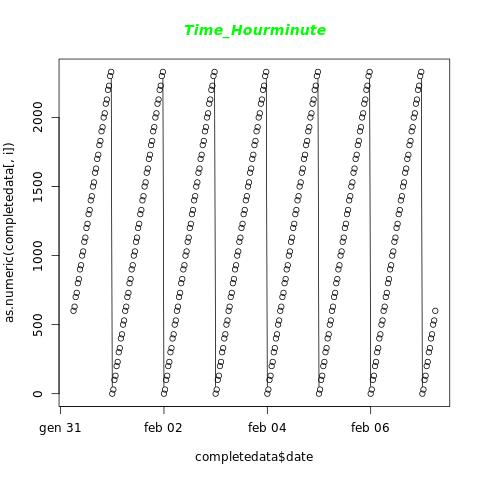 Time_Hourminute
as.numeric(completedata[, i])
2000
1500
1000
500
0
gen 31
feb 02
feb 04
feb 06
completedata$date